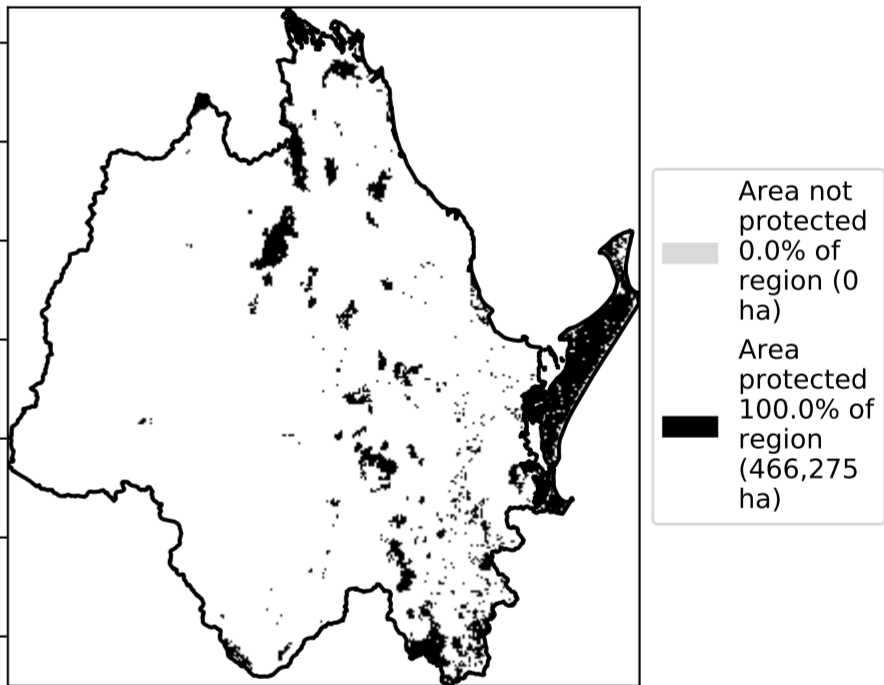 Area not
protected
0.0% of
region (0
ha)
Area
protected
100.0% of
region
(466,275
ha)